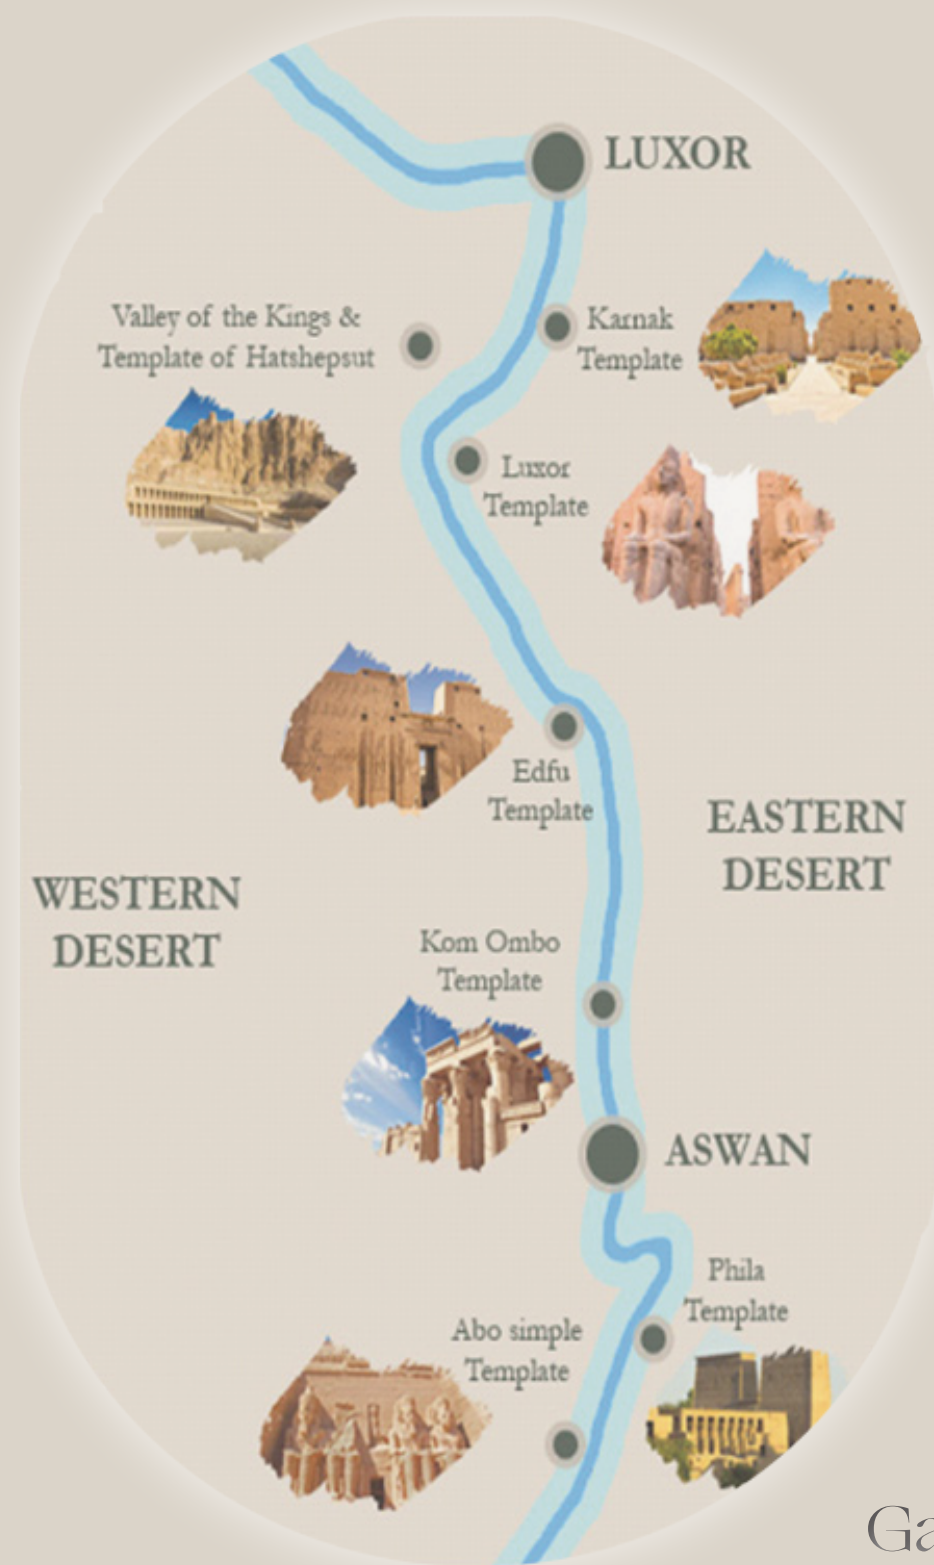 LUXOR
Valley of the Kings &
Template of Hatshepsut
Karnak
Template
Luxor
Template
Edfu
Template
EASTERN
DESERT
WESTERN
DESERT
Kom Ombo
Template
ASWAN
Phila
Template
Abo simple
Template
Ga